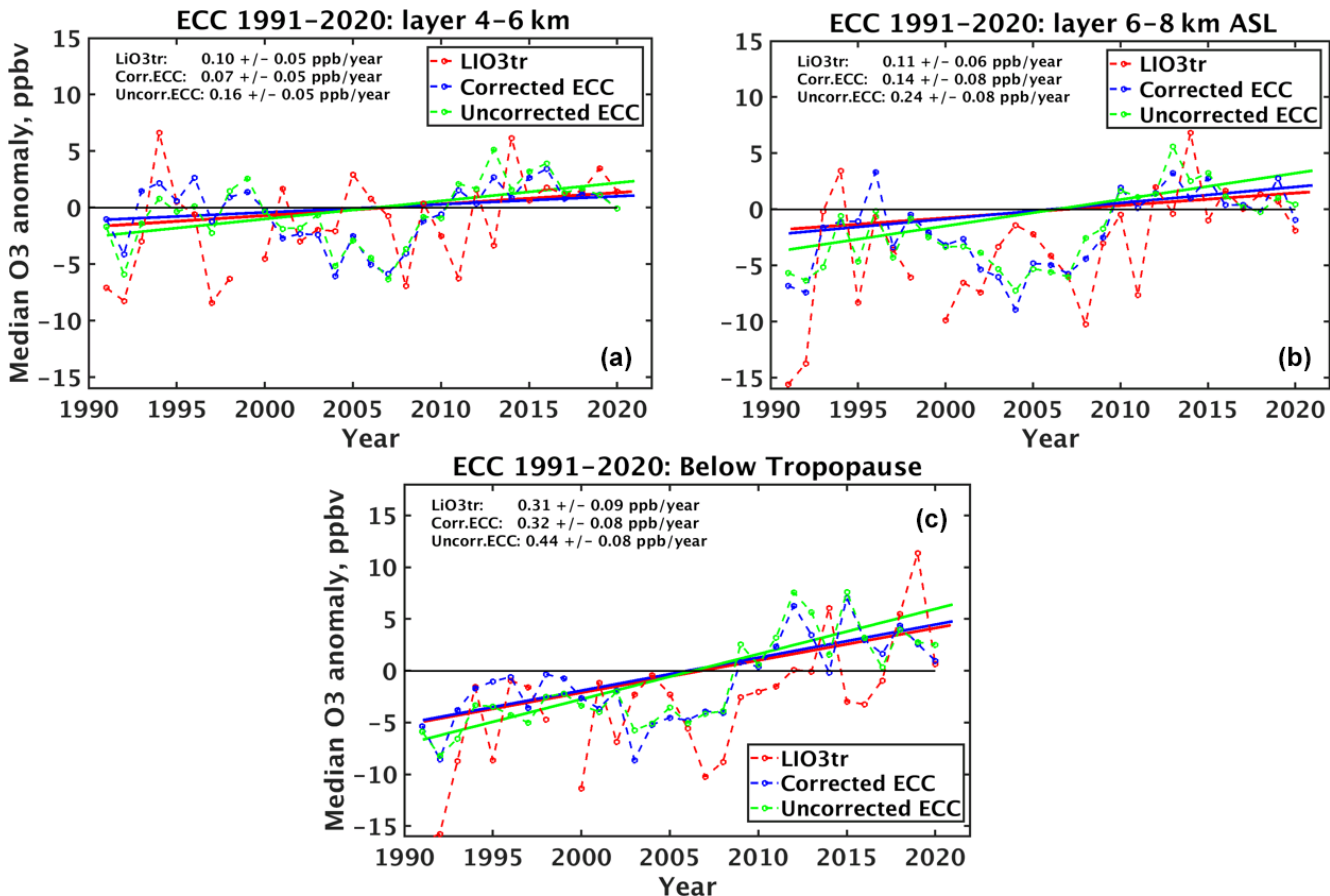 ECC 1991−2020: layer 4−6 km
LiO3tr: 0.10 +/− 0.05 ppb/year
Corr.ECC: 0.07 +/− 0.05 ppb/year
Uncorr.ECC: 0.16 +/− 0.05 ppb/year
LIO3tr
Corrected ECC
Uncorrected ECC
Median O3 anomaly, ppbv
15
10
5
0
−5
−10
−15
(a)
1990 1995 2000 2005 2010 2015 2020
Year
ECC 1991−2020: layer 6−8 km ASL
LiO3tr: 0.11 +/− 0.06 ppb/year
Corr.ECC: 0.14 +/− 0.08 ppb/year
Uncorr.ECC: 0.24 +/− 0.08 ppb/year
LIO3tr
Corrected ECC
Uncorrected ECC
15
10
5
0
−5
−10
−15
(b)
1990 1995 2000 2005 2010 2015 2020
Year
ECC 1991−2020: Below Tropopause
LiO3tr: 0.31 +/− 0.09 ppb/year
Corr.ECC: 0.32 +/− 0.08 ppb/year
Uncorr.ECC: 0.44 +/− 0.08 ppb/year
(c)
Median O3 anomaly, ppbv
15
10
5
0
−5
−10
−15
LIO3tr
Corrected ECC
Uncorrected ECC
1990 1995 2000 2005 2010 2015 2020
Year